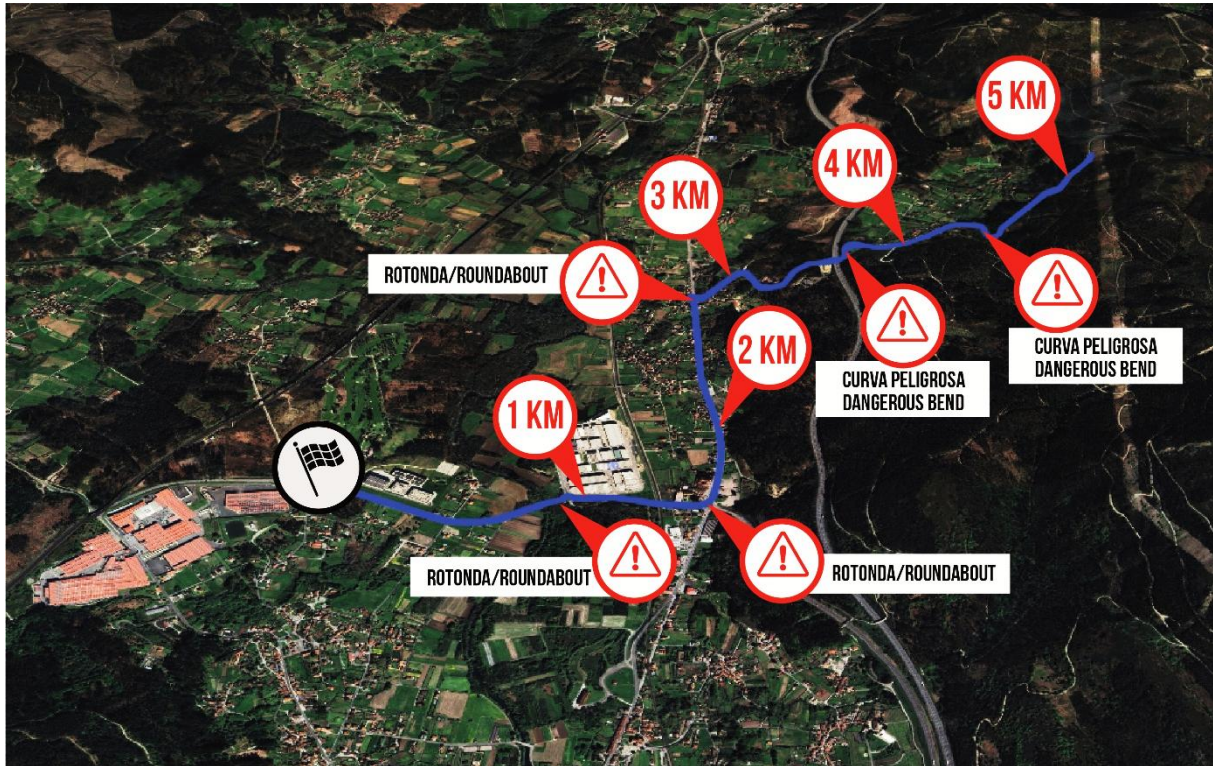 5 KM
4 KM
3 KM
ROTONDA/ROUNDABOUT
2 KM
CURVA PELIGROSA
DANGEROUS BEND
CURVA PELIGROSA
DANGEROUS BEND
1 KM
ROTONDA/ROUNDABOUT
ROTONDA/ROUNDABOUT